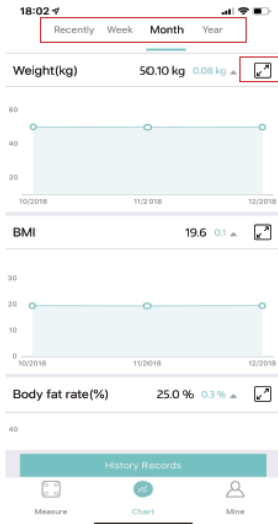 18:02
Recently Week Month Year
Weight(kg) 50.10 kg 0.08 kg
60
40
20
10/2018 11/2018 12/2018
BMI 19.6 0.1
30
20
10
0
10/2018 11/2018 12/2018
Body fat rate(%) 25.0 % 0.3 %
60
History Records
Measure Chart Mine